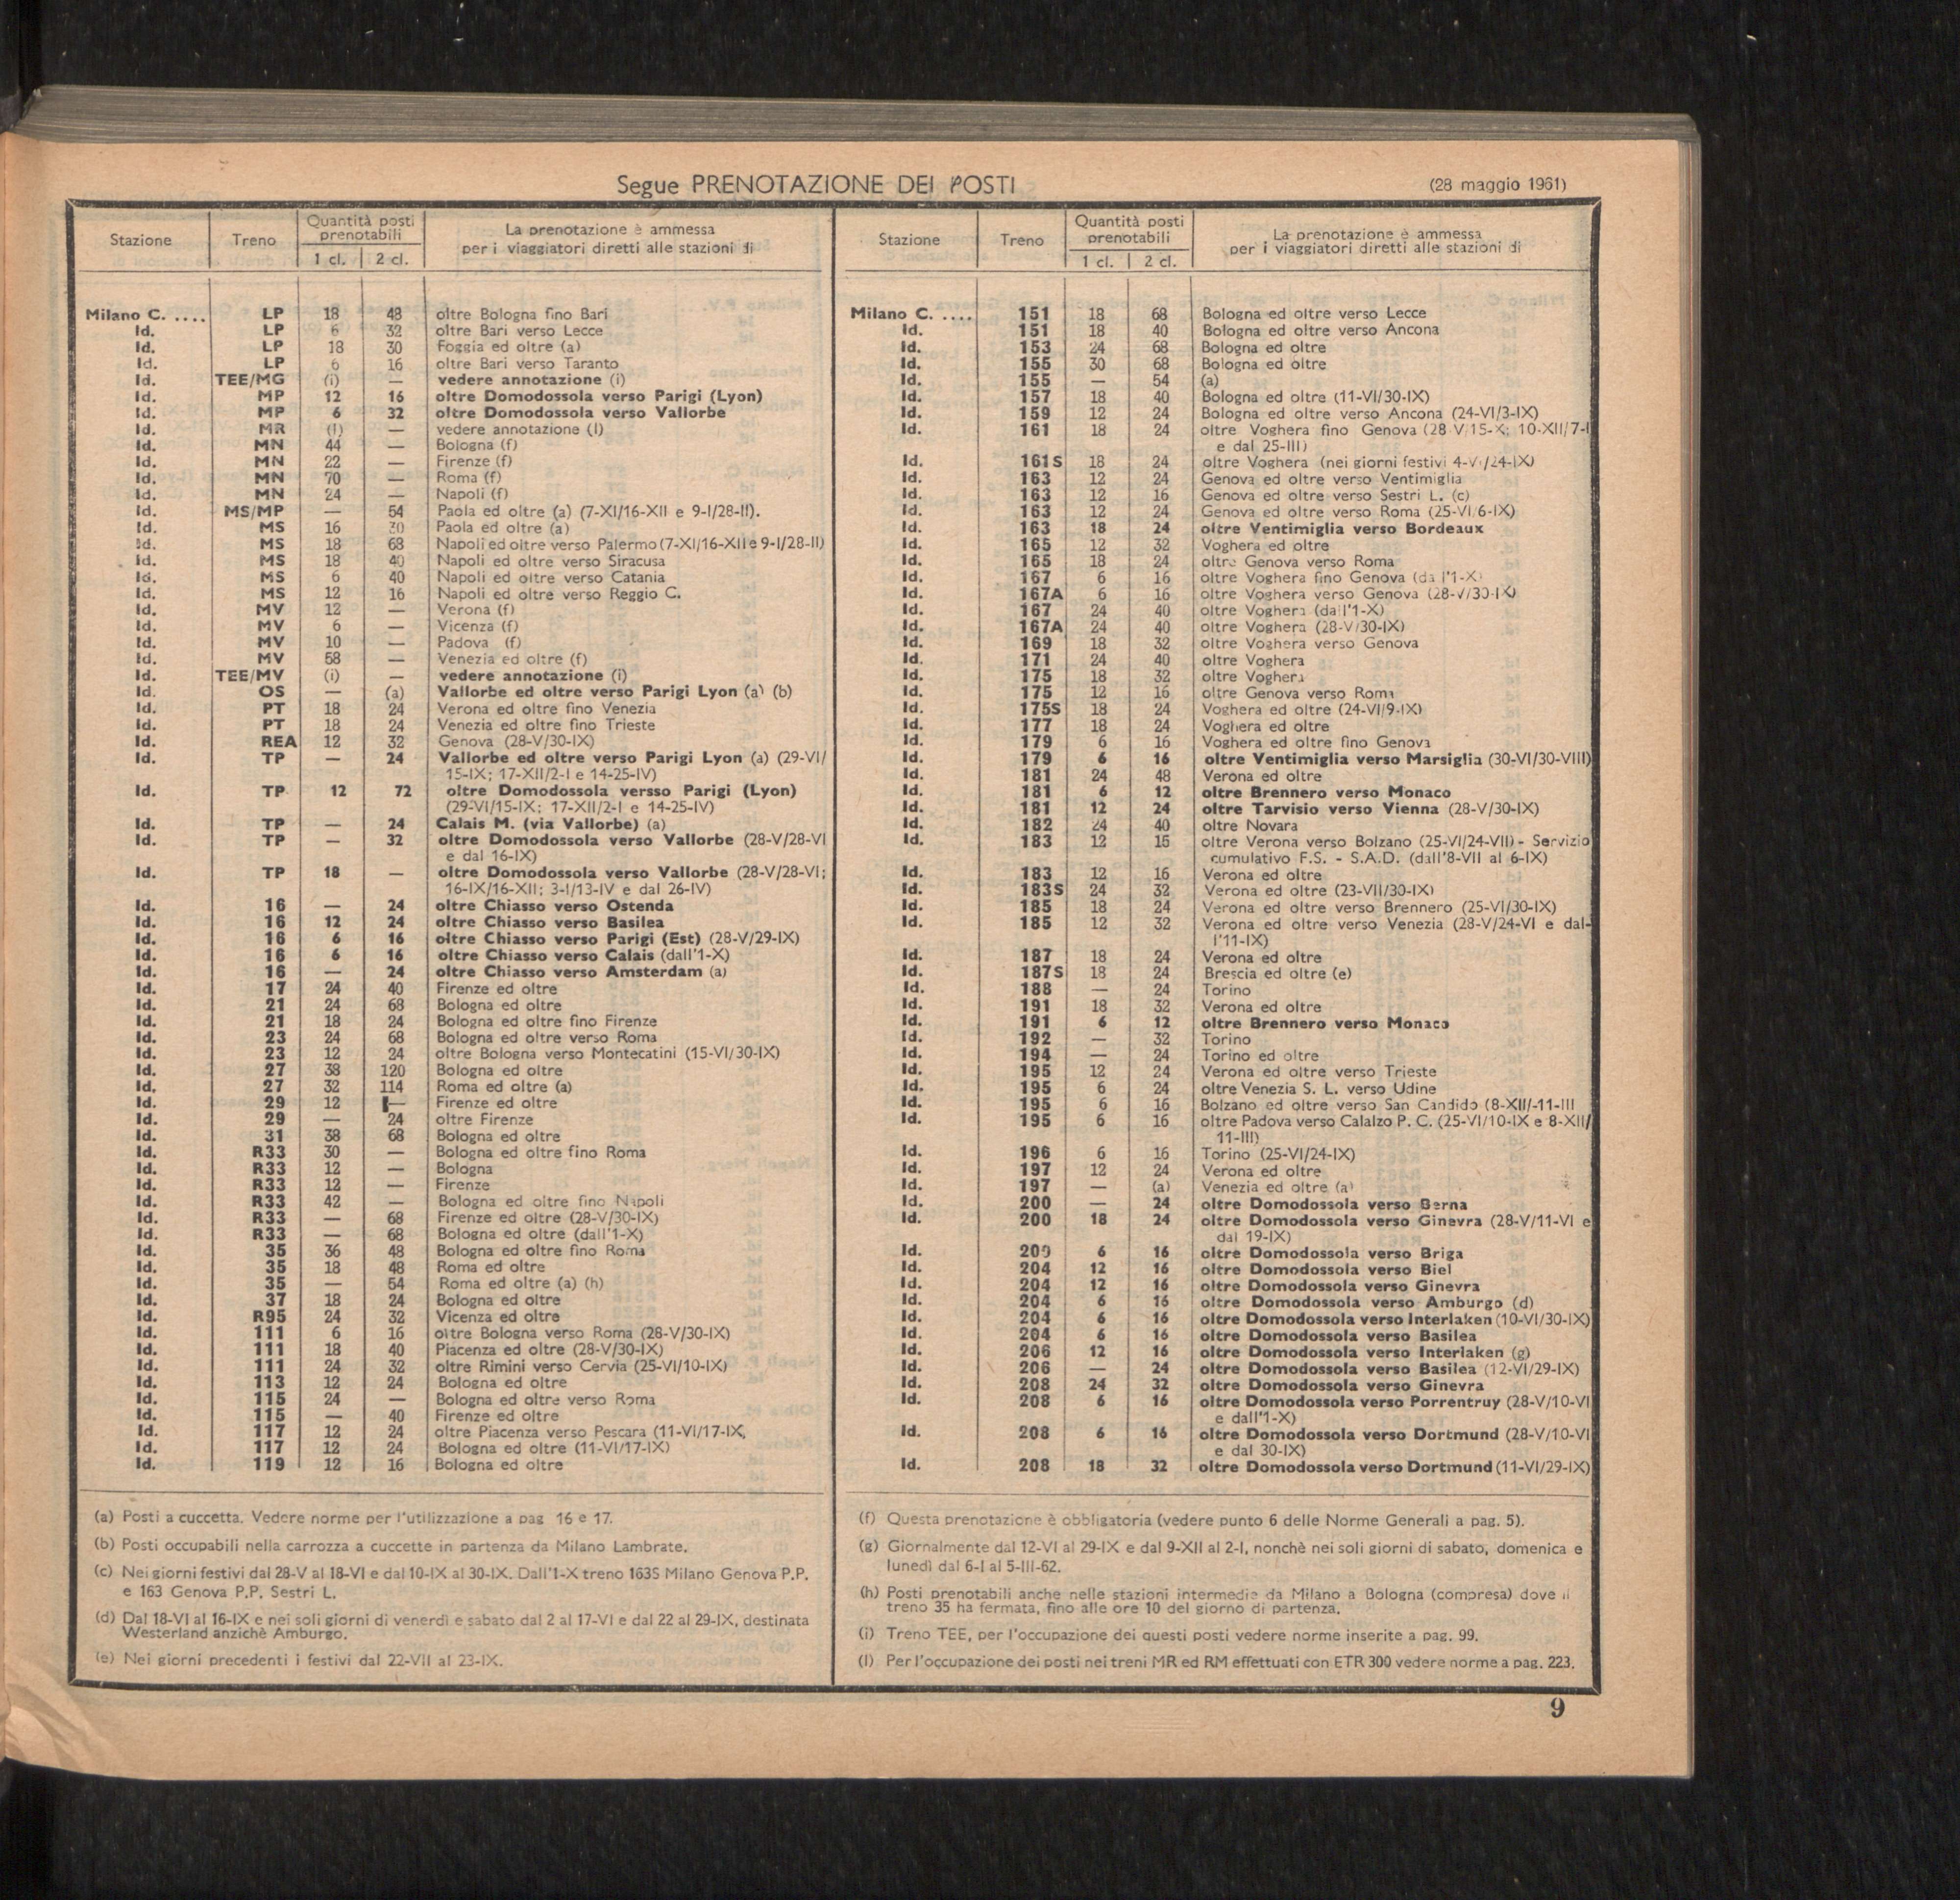 Segue PRENOTAZIONE DEI POSTI
(28 maggio 1961)
Stazione Treno Quantità posti prenotabili 1 cl. 2 cl. La prenotazione è ammessa per i viaggiatori diretti alle stazioni di
Milano C. .... LP 18 48 oltre Bologna fino Bari
Id. LP 6 32 oltre Bari verso Lecce
Id. LP 18 30 Foggia ed oltre (a)
Id. LP 6 16 oltre Bari verso Taranto
Id. TEE/MG (i) — vedere annotazione (i)
Id. MP 12 16 oltre Domodossola verso Parigi (Lyon)
Id. MP 6 32 oltre Domodossola verso Vallorbe
Id. MR (l) — vedere annotazione (l)
Id. MN 44 — Bologna (f)
Id. MN 22 — Firenze (f)
Id. MN 70 — Roma (f)
Id. MN 24 — Napoli (f)
Id. MS/MP — 54 Paola ed oltre (a) (7-XI/16-XII e 9-I/28-II).
Id. MS 16 30 Paola ed oltre (a)
Id. MS 18 68 Napoli ed oltre verso Palermo (7-XI/16-XII e 9-I/28-II)
Id. MS 18 40 Napoli ed oltre verso Siracusa
Id. MS 6 40 Napoli ed oltre verso Catania
Id. MS 12 16 Napoli ed oltre verso Reggio C.
Id. MV 12 — Verona (f)
Id. MV 6 — Vicenza (f)
Id. MV 10 — Padova (f)
Id. MV 58 — Venezia ed oltre (f)
Id. TEE/MV (i) — vedere annotazione (i)
Id. OS — (a) Vallorbe ed oltre verso Parigi Lyon (a) (b)
Id. PT 18 24 Verona ed oltre fino Venezia
Id. PT 18 24 Venezia ed oltre fino Trieste
Id. REA 12 32 Genova (28-V/30-IX)
Id. TP — 24 Vallorbe ed oltre verso Parigi Lyon (a) (29-VI/
15-IX; 17-XII/2-I e 14-25-IV)
Id. TP 12 72 oltre Domodossola versso Parigi (Lyon)
(29-VI/15-IX; 17-XII/2-I e 14-25-IV)
Id. TP — 24 Calais M. (via Vallorbe) (a)
Id. TP — 32 oltre Domodossola verso Vallorbe (28-V/28-VI
e dal 16-IX)
Id. TP 18 — oltre Domodossola verso Vallorbe (28-V/28-VI;
16-IX/16-XII; 3-I/13-IV e dal 26-IV)
Id. 16 — 24 oltre Chiasso verso Ostenda
Id. 16 12 24 oltre Chiasso verso Basilea
Id. 16 6 16 oltre Chiasso verso Parigi (Est) (28-V/29-IX)
Id. 16 6 16 oltre Chiasso verso Calais (dall'1-X)
Id. 16 — 24 oltre Chiasso verso Amsterdam (a)
Id. 17 24 40 Firenze ed oltre
Id. 21 24 68 Bologna ed oltre
Id. 21 18 24 Bologna ed oltre fino Firenze
Id. 23 24 68 Bologna ed oltre verso Roma
Id. 23 12 24 oltre Bologna verso Montecatini (15-VI/30-IX)
Id. 27 38 120 Bologna ed oltre
Id. 27 32 114 Roma ed oltre (a)
Id. 29 12 — Firenze ed oltre
Id. 29 — 24 oltre Firenze
Id. 31 38 68 Bologna ed oltre
Id. R33 30 — Bologna ed oltre fino Roma
Id. R33 12 — Bologna
Id. R33 12 — Firenze
Id. R33 42 — Bologna ed oltre fino Napoli
Id. R33 — 68 Firenze ed oltre (28-V/30-IX)
Id. R33 — 68 Bologna ed oltre (dall'1-X)
Id. 35 36 48 Bologna ed oltre fino Roma
Id. 35 18 48 Roma ed oltre
Id. 35 — 54 Roma ed oltre (a) (h)
Id. 37 18 24 Bologna ed oltre
Id. R95 24 32 Vicenza ed oltre
Id. 111 6 16 oltre Bologna verso Roma (28-V/30-IX)
Id. 111 18 40 Piacenza ed oltre (28-V/30-IX)
Id. 111 24 32 oltre Rimini verso Cervia (25-VI/10-IX)
Id. 113 12 24 Bologna ed oltre
Id. 115 24 — Bologna ed oltre verso Roma
Id. 115 — 40 Firenze ed oltre
Id. 117 12 24 oltre Piacenza verso Pescara (11-VI/17-IX,
Id. 117 12 24 Bologna ed oltre (11-VI/17-IX)
Id. 119 12 16 Bologna ed oltre
(a) Posti a cuccetta. Vedere norme per l'utilizzazione a pag 16 e 17.
(b) Posti occupabili nella carrozza a cuccette in partenza da Milano Lambrate.
(c) Nei giorni festivi dal 28-V al 18-VI e dal 10-IX al 30-IX. Dall'1-X treno 163S Milano Genova P.P.
e 163 Genova P.P. Sestri L.
(d) Dal 18-VI al 16-IX e nei soli giorni di venerdì e sabato dal 2 al 17-VI e dal 22 al 29-IX, destinata
Westerland anzichè Amburgo.
(e) Nei giorni precedenti i festivi dal 22-VII al 23-IX.
Stazione Treno Quantità posti prenotabili 1 cl. 2 cl. La prenotazione è ammessa per i viaggiatori diretti alle stazioni di
Milano C. .... 151 18 68 Bologna ed oltre verso Lecce
Id. 151 18 40 Bologna ed oltre verso Ancona
Id. 153 24 68 Bologna ed oltre
Id. 155 30 68 Bologna ed oltre
Id. 155 — 54 (a)
Id. 157 18 40 Bologna ed oltre (11-VI/30-IX)
Id. 159 12 24 Bologna ed oltre verso Ancona (24-VI/3-IX)
Id. 161 18 24 oltre Voghera fino Genova (28-V/15-X; 10-XII/7-I
e dal 25-III)
Id. 161S 18 24 oltre Voghera (nei giorni festivi 4-VI/24-IX)
Id. 163 12 24 Genova ed oltre verso Ventimiglia
Id. 163 12 16 Genova ed oltre verso Sestri L. (c)
Id. 163 12 24 Genova ed oltre verso Roma (25-VI/6-IX)
Id. 163 18 24 oltre Ventimiglia verso Bordeaux
Id. 165 12 32 Voghera ed oltre
Id. 165 18 24 oltre Genova verso Roma
Id. 167 6 16 oltre Voghera fino Genova (dall'1-X)
Id. 167A 6 16 oltre Voghera verso Genova (28-V/30-IX)
Id. 167 24 40 oltre Voghera (dall'1-X)
Id. 167A 24 40 oltre Voghera (28-V/30-IX)
Id. 169 18 32 oltre Voghera verso Genova
Id. 171 24 40 oltre Voghera
Id. 175 18 32 oltre Voghera
Id. 175 12 16 oltre Genova verso Roma
Id. 175S 18 24 Voghera ed oltre (24-VI/9-IX)
Id. 177 18 24 Voghera ed oltre
Id. 179 6 16 Voghera ed oltre fino Genova
Id. 179 6 16 oltre Ventimiglia verso Marsiglia (30-VI/30-VIII)
Id. 181 24 48 Verona ed oltre
Id. 181 6 12 oltre Brennero verso Monaco
Id. 181 12 24 oltre Tarvisio verso Vienna (28-V/30-IX)
Id. 182 24 40 oltre Novara
Id. 183 12 16 oltre Verona verso Bolzano (25-VI/24-VII) - Servizio
cumulativo F.S. - S.A.D. (dall'8-VII al 6-IX)
Id. 183 12 16 Verona ed oltre
Id. 183S 24 32 Verona ed oltre (23-VII/30-IX)
Id. 185 18 24 Verona ed oltre verso Brennero (25-VI/30-IX)
Id. 185 12 32 Verona ed oltre verso Venezia (28-V/24-VI e dal-
l'11-IX)
Id. 187 18 24 Verona ed oltre
Id. 187S 18 24 Brescia ed oltre (e)
Id. 188 — 24 Torino
Id. 191 18 32 Verona ed oltre
Id. 191 6 12 oltre Brennero verso Monaco
Id. 192 — 32 Torino
Id. 194 — 24 Torino ed oltre
Id. 195 12 24 Verona ed oltre verso Trieste
Id. 195 6 24 oltre Venezia S. L. verso Udine
Id. 195 6 16 Bolzano ed oltre verso San Candido (8-XII/-11-III
Id. 195 6 16 oltre Padova verso Calalzo P. C. (25-VI/10-IX e 8-XII/
11-III)
Id. 196 6 16 Torino (25-VI/24-IX)
Id. 197 12 24 Verona ed oltre
Id. 197 — (a) Venezia ed oltre (a)
Id. 200 — 24 oltre Domodossola verso Berna
Id. 200 18 24 oltre Domodossola verso Ginevra (28-V/11-VI e
dal 19-IX)
Id. 200 6 16 oltre Domodossola verso Briga
Id. 204 12 16 oltre Domodossola verso Biel
Id. 204 12 16 oltre Domodossola verso Ginevra
Id. 204 6 16 oltre Domodossola verso Amburgo (d)
Id. 204 6 16 oltre Domodossola verso Interlaken (10-VI/30-IX)
Id. 204 6 16 oltre Domodossola verso Basilea
Id. 206 12 16 oltre Domodossola verso Interlaken (g)
Id. 206 — 24 oltre Domodossola verso Basilea (12-VI/29-IX)
Id. 208 24 32 oltre Domodossola verso Ginevra
Id. 208 6 16 oltre Domodossola verso Porrentruy (28-V/10-VI
e dall'1-X)
Id. 208 6 16 oltre Domodossola verso Dortmund (28-V/10-VI
e dal 30-IX)
Id. 208 18 32 oltre Domodossola verso Dortmund (11-VI/29-IX)
(f) Questa prenotazione è obbligatoria (vedere punto 6 delle Norme Generali a pag. 5).
(g) Giornalmente dal 12-VI al 29-IX e dal 9-XII al 2-I, nonchè nei soli giorni di sabato, domenica e
lunedì dal 6-I al 5-III-62.
(h) Posti prenotabili anche nelle stazioni intermedie da Milano a Bologna (compresa) dove il
treno 35 ha fermata, fino alle ore 10 del giorno di partenza.
(i) Treno TEE, per l'occupazione dei questi posti vedere norme inserite a pag. 99.
(l) Per l'occupazione dei posti nei treni MR ed RM effettuati con ETR 300 vedere norme a pag. 223.
9